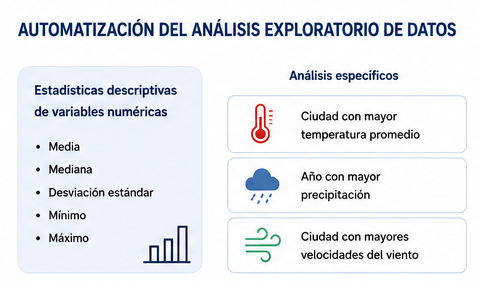 AUTOMATIZACIÓN DEL ANÁLISIS EXPLORATORIO DE DATOS
Estadísticas descriptivas
de variables numéricas
• Media
• Mediana
• Desviación estándar
• Mínimo
• Máximo
Análisis específicos
Ciudad con mayor
temperatura promedio
Año con mayor
precipitación
Ciudad con mayores
velocidades del viento